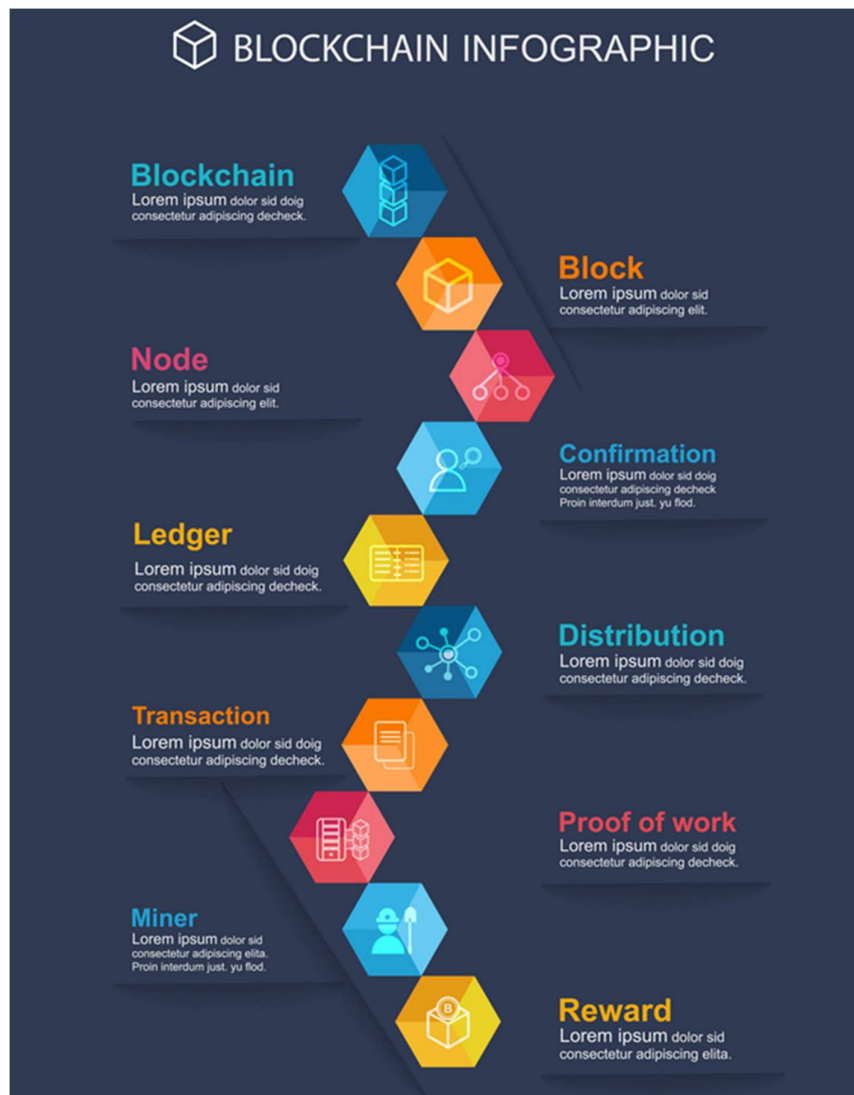 BLOCKCHAIN INFOGRAPHIC
Blockchain
Lorem ipsum dolor sid doig
consectetur adipiscing decheck.
Block
Lorem ipsum dolor sid
consectetur adipiscing elit.
Node
Lorem ipsum dolor sid
consectetur adipiscing elit.
Confirmation
Lorem ipsum dolor sid doig
consectetur adipiscing decheck
Proin interdum just. yu flod.
Ledger
Lorem ipsum dolor sid doig
consectetur adipiscing decheck.
Distribution
Lorem ipsum dolor sid doig
consectetur adipiscing decheck.
Transaction
Lorem ipsum dolor sid doig
consectetur adipiscing decheck.
Proof of work
Lorem ipsum dolor sid doig
consectetur adipiscing decheck.
Miner
Lorem ipsum dolor sid
consectetur adipiscing elita.
Proin interdum just. yu flod.
B
Reward
Lorem ipsum dolor sid
consectetur adipiscing elita.